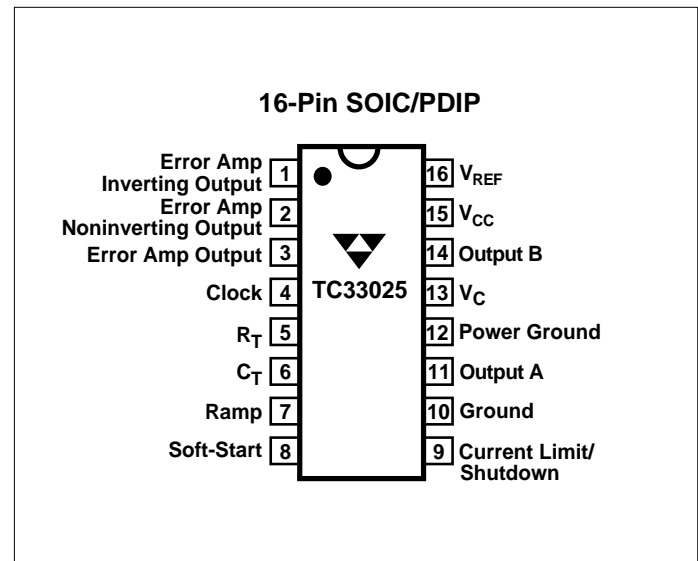 16-Pin SOIC/PDIP
Error Amp
Inverting Output
1
Error Amp
Noninverting Output
2
Error Amp Output
3
Clock
4
RT
5
CT
6
Ramp
7
Soft-Start
8
TC33025
16
VREF
15
VCC
14
Output B
13
VC
12
Power Ground
11
Output A
10
Ground
9
Current Limit/
Shutdown